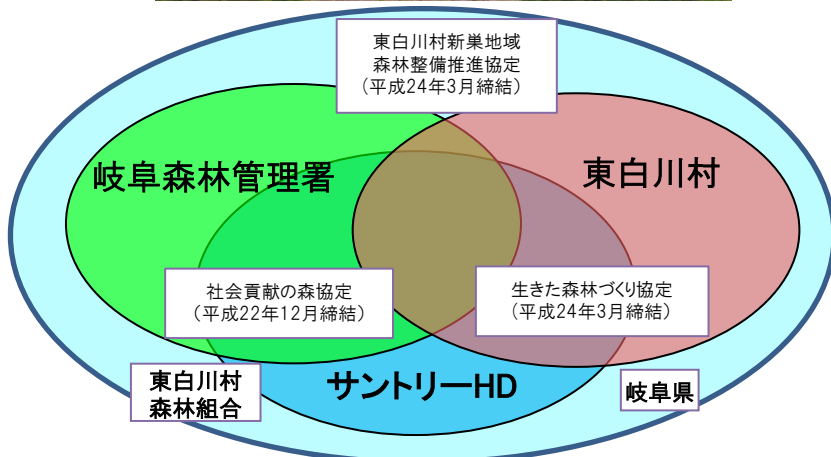 東白川村新巣地域
森林整備推進協定
（平成24年3月締結）
岐阜森林管理署
東白川村
社会貢献の森協定
（平成22年12月締結）
生きた森林づくり協定
（平成24年3月締結）
東白川村
森林組合
サントリーHD
岐阜県